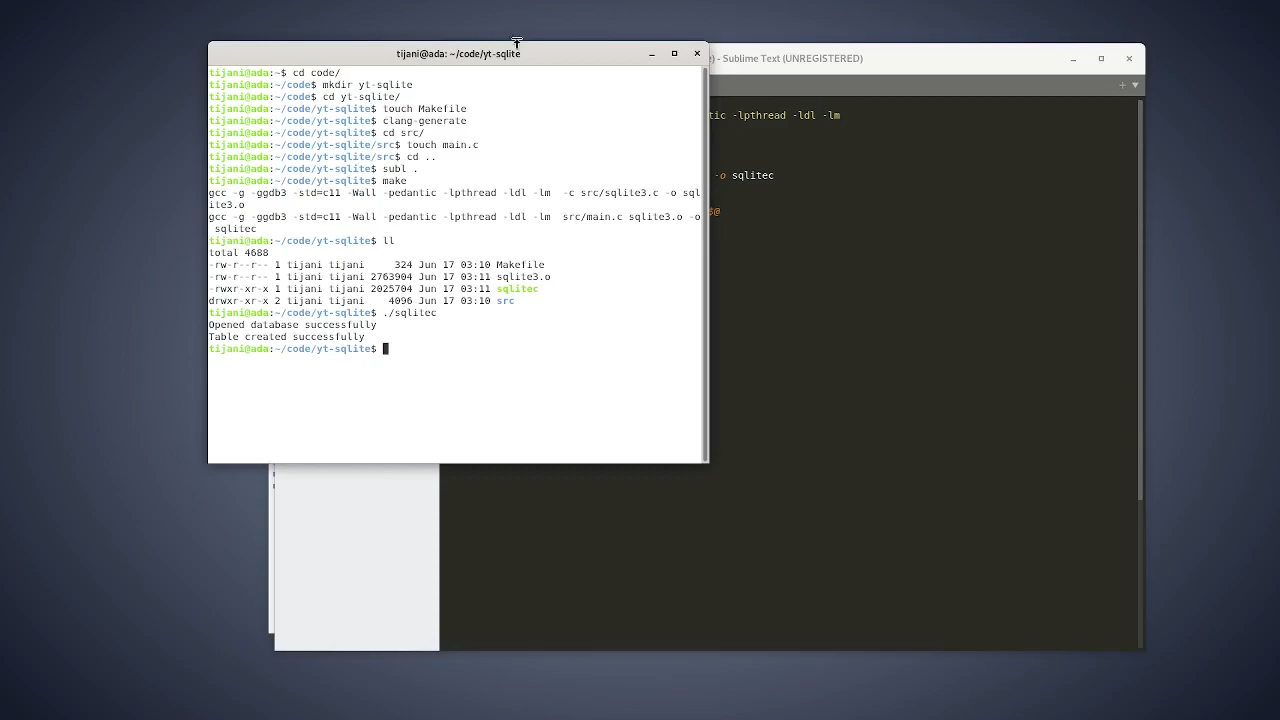 tijani@ada: ~/code/yt-sqlite
tijani@ada:~$ cd code/
tijani@ada:~/code$ mkdir yt-sqlite
tijani@ada:~/code$ cd yt-sqlite/
tijani@ada:~/code/yt-sqlite$ touch Makefile
tijani@ada:~/code/yt-sqlite$ clang-generate
tijani@ada:~/code/yt-sqlite$ cd src/
tijani@ada:~/code/yt-sqlite/src$ touch main.c
tijani@ada:~/code/yt-sqlite/src$ cd ..
tijani@ada:~/code/yt-sqlite$ subl .
tijani@ada:~/code/yt-sqlite$ make
gcc -g -ggdb3 -std=c11 -Wall -pedantic -lpthread -ldl -lm  -c src/sqlite3.c -o sql
ite3.o
gcc -g -ggdb3 -std=c11 -Wall -pedantic -lpthread -ldl -lm  src/main.c sqlite3.o -o
 sqlitec
tijani@ada:~/code/yt-sqlite$ ll
total 4688
-rw-r--r-- 1 tijani tijani     324 Jun 17 03:10 Makefile
-rw-r--r-- 1 tijani tijani 2763904 Jun 17 03:11 sqlite3.o
-rwxr-xr-x 1 tijani tijani 2025704 Jun 17 03:11 sqlitec
drwxr-xr-x 2 tijani tijani    4096 Jun 17 03:10 src
tijani@ada:~/code/yt-sqlite$ ./sqlitec
Opened database successfully
Table created successfully
tijani@ada:~/code/yt-sqlite$
) - Sublime Text (UNREGISTERED)
tic -lpthread -ldl -lm
-o sqlitec
$@